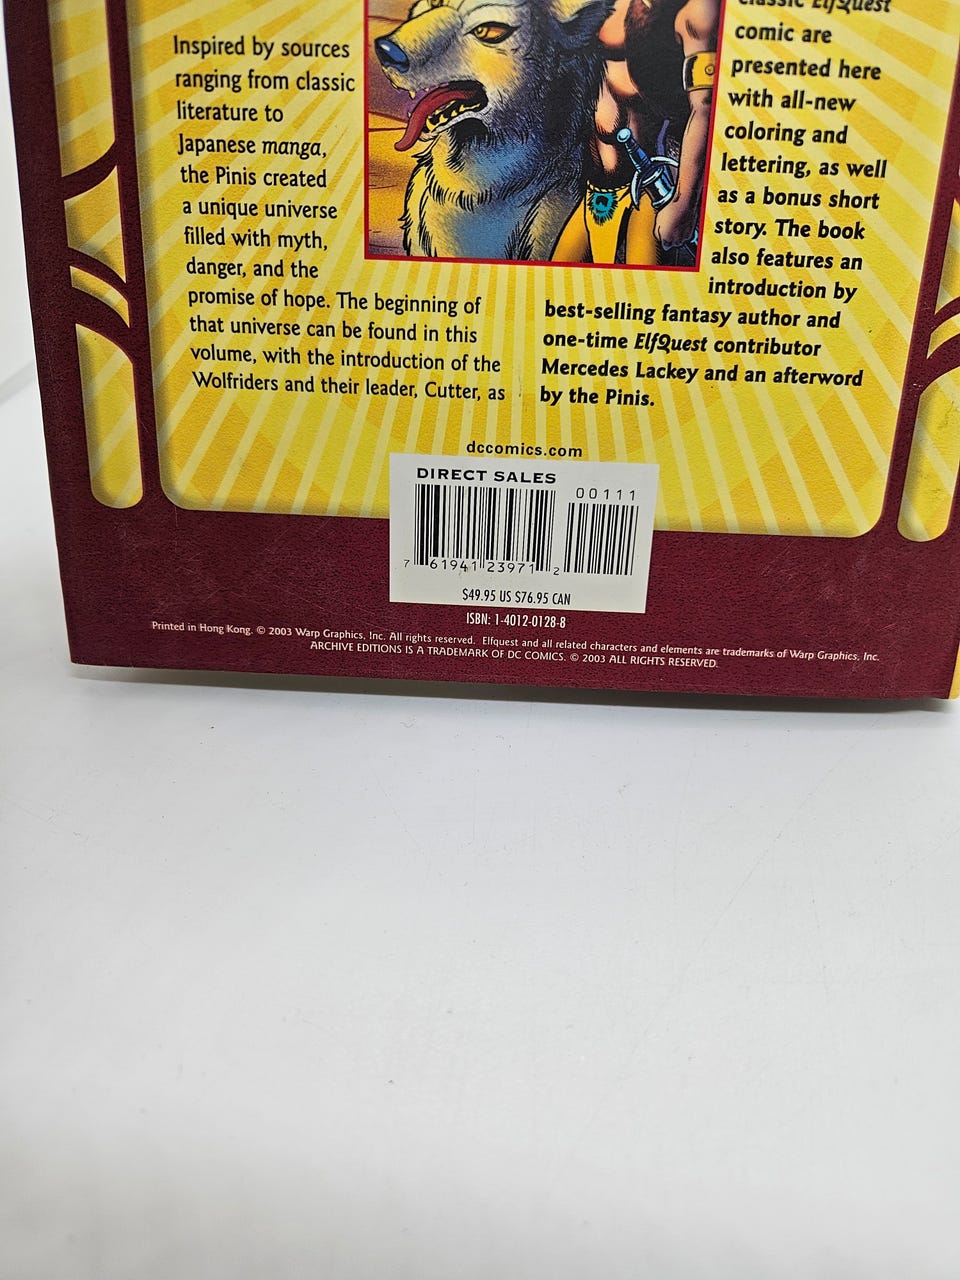 Inspired by sources
ranging from classic
literature to
Japanese manga,
the Pinis created
a unique universe
filled with myth,
danger, and the
promise of hope. The beginning of
that universe can be found in this
volume, with the introduction of the
Wolfriders and their leader, Cutter, as
classic ElfQuest
comic are
presented here
with all-new
coloring and
lettering, as well
as a bonus short
story. The book
also features an
introduction by
best-selling fantasy author and
one-time ElfQuest contributor
Mercedes Lackey and an afterword
by the Pinis.
dccomics.com
DIRECT SALES
00111
7 61941 23971 2
$49.95 US $76.95 CAN
ISBN: 1-4012-0128-8
Printed in Hong Kong. © 2003 Warp Graphics, Inc. All rights reserved. Elfquest and all related characters and elements are trademarks of Warp Graphics, Inc.
ARCHIVE EDITIONS IS A TRADEMARK OF DC COMICS. © 2003 ALL RIGHTS RESERVED.